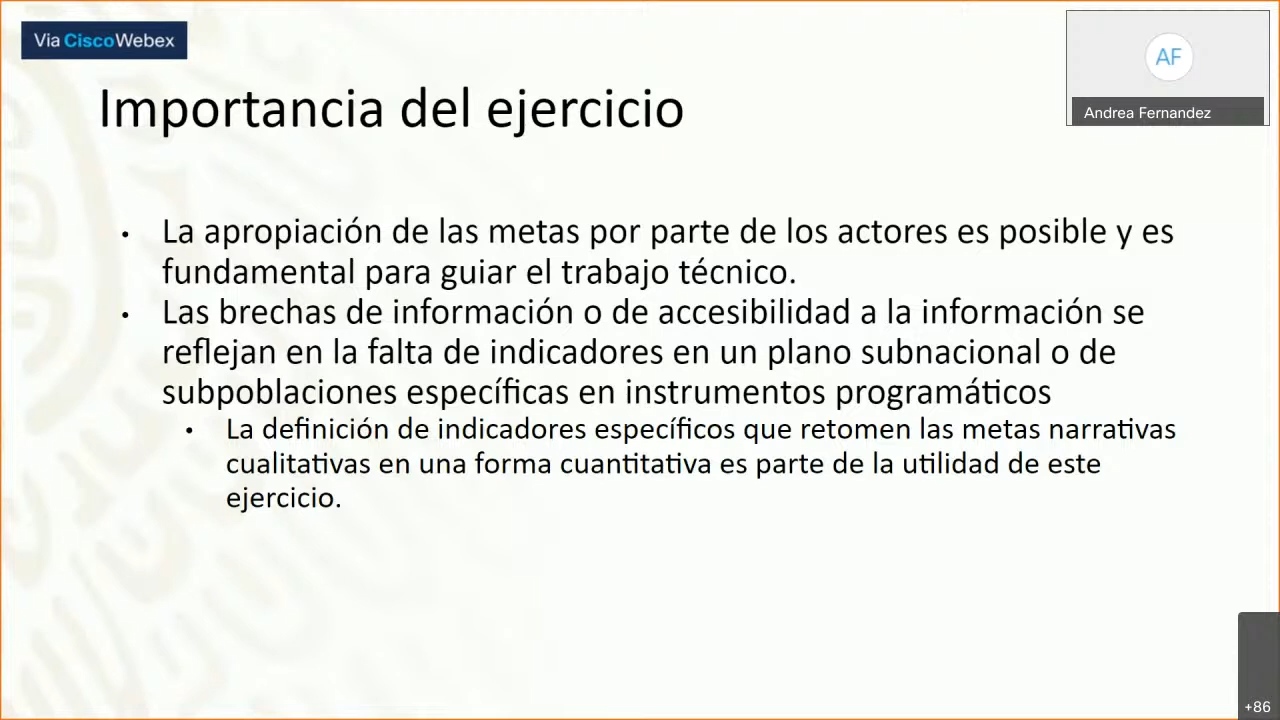 Via CiscoWebex
AF
Andrea Fernandez
Importancia del ejercicio
• La apropiación de las metas por parte de los actores es posible y es
fundamental para guiar el trabajo técnico.
• Las brechas de información o de accesibilidad a la información se
reflejan en la falta de indicadores en un plano subnacional o de
subpoblaciones específicas en instrumentos programáticos
• La definición de indicadores específicos que retomen las metas narrativas
cualitativas en una forma cuantitativa es parte de la utilidad de este
ejercicio.
+86